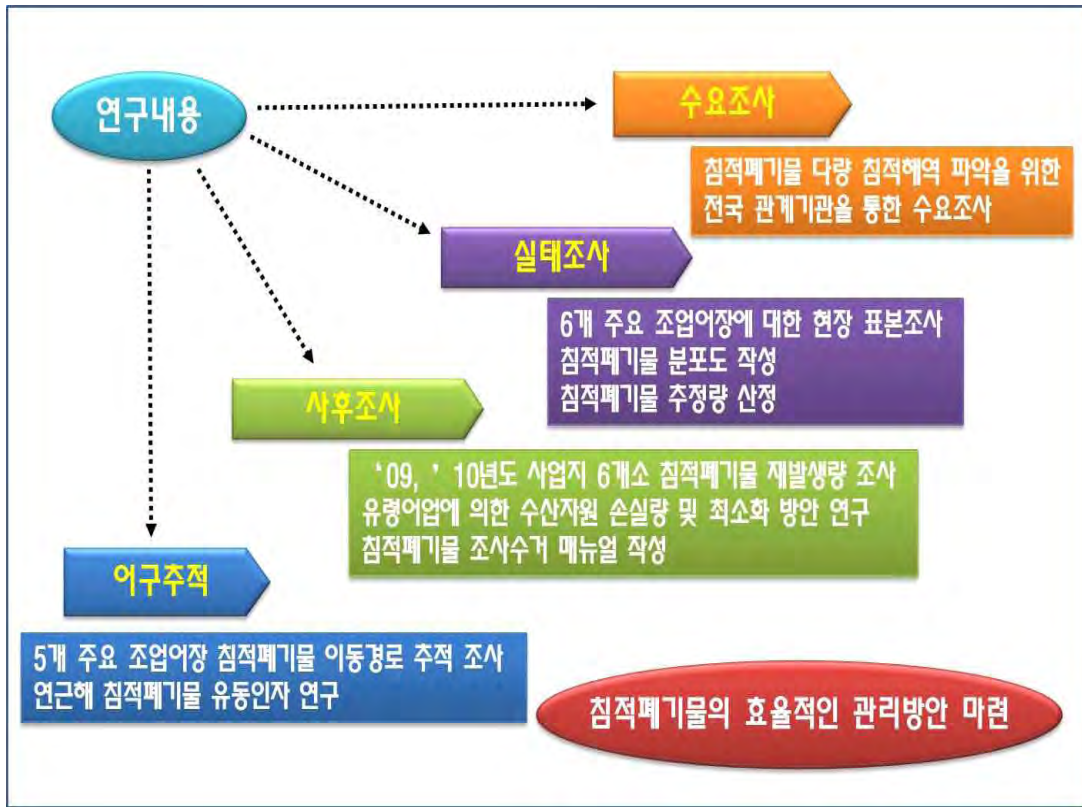 연구내용
수요조사
침적폐기물 다량 침적해역 파악을 위한
전국 관계기관을 통한 수요조사
실태조사
6개 주요 조업어장에 대한 현장 표본조사
침적폐기물 분포도 작성
침적폐기물 추정량 산정
사후조사
‘09, ’10년도 사업지 6개소 침적폐기물 재발생량 조사
유령어업에 의한 수산자원 손실량 및 최소화 방안 연구
침적폐기물 조사수거 매뉴얼 작성
어구추적
5개 주요 조업어장 침적폐기물 이동경로 추적 조사
연근해 침적폐기물 유동인자 연구
침적폐기물의 효율적인 관리방안 마련